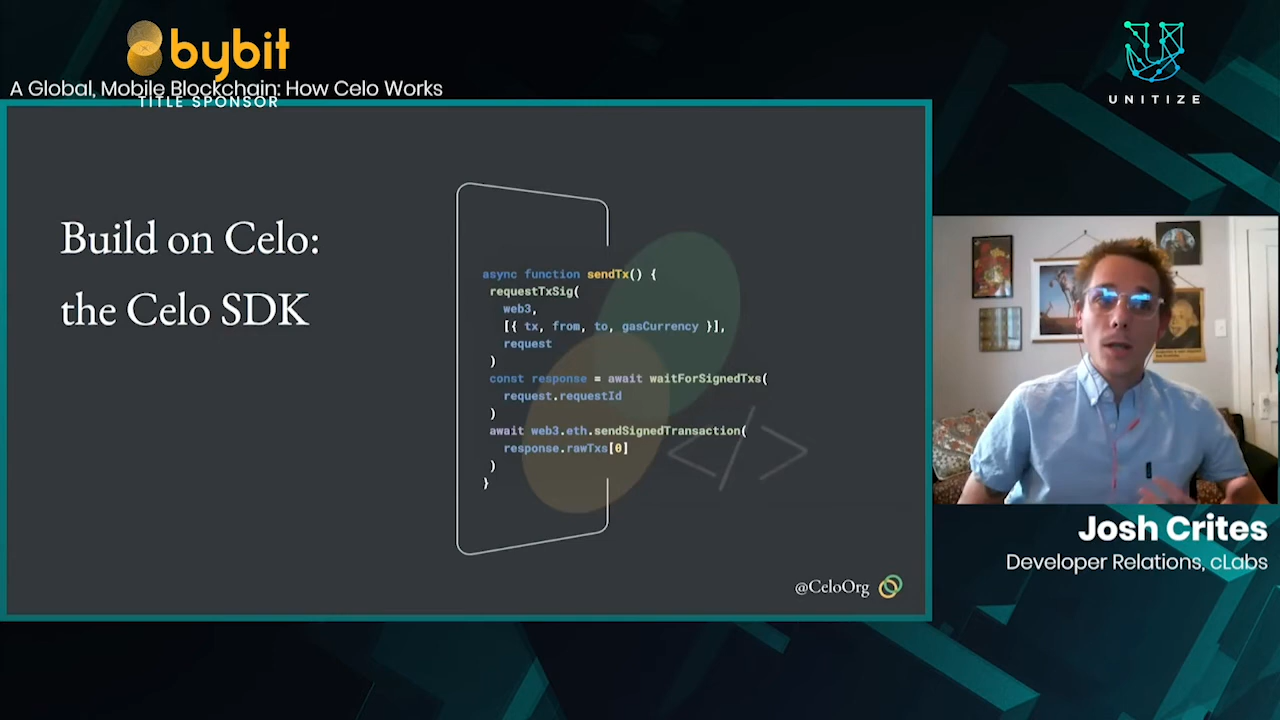 bybit
A Global, Mobile Blockchain: How Celo Works
TITLE SPONSOR
UNITIZE
Build on Celo:
the Celo SDK
async function sendTx() {
requestTxSig(
web3,
[{ tx, from, to, gasCurrency }],
request
)
const response = await waitForSignedTxs(
request.requestId
)
await web3.eth.sendSignedTransaction(
response.rawTxs[0]
)
}
</>
@CeloOrg
Josh Crites
Developer Relations, cLabs